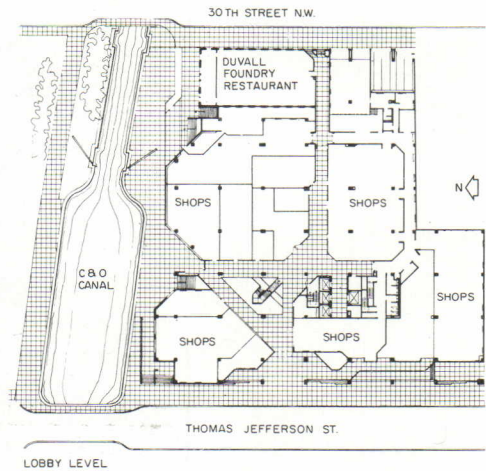 30TH STREET N.W.
DUVALL
FOUNDRY
RESTAURANT
SHOPS
SHOPS
N
C & O
CANAL
SHOPS
SHOPS
SHOPS
THOMAS JEFFERSON ST.
LOBBY LEVEL